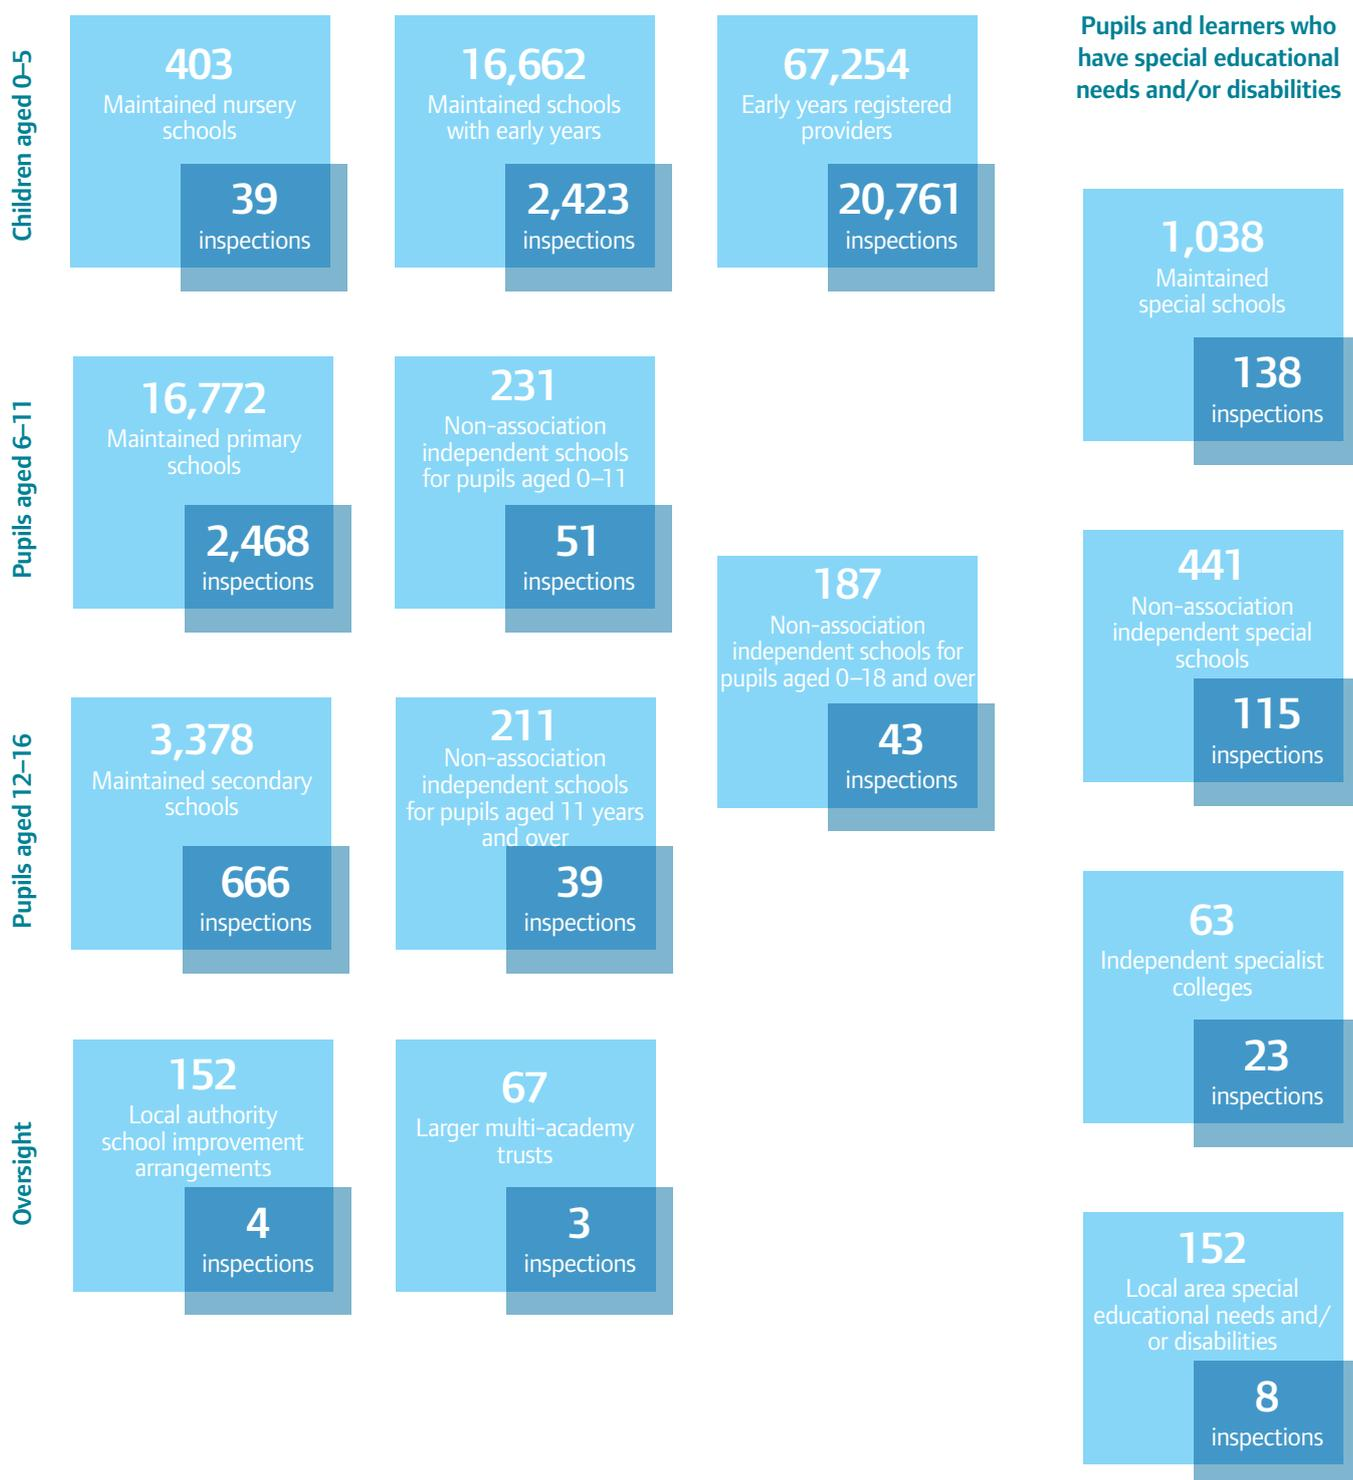 Children aged 0–5
403
Maintained nursery
schools
39
inspections
16,662
Maintained schools
with early years
2,423
inspections
67,254
Early years registered
providers
20,761
inspections
Pupils aged 6–11
16,772
Maintained primary
schools
2,468
inspections
231
Non-association
independent schools
for pupils aged 0–11
51
inspections
187
Non-association
independent schools for
pupils aged 0–18 and over
43
inspections
Pupils aged 12–16
3,378
Maintained secondary
schools
666
inspections
211
Non-association
independent schools
for pupils aged 11 years
and over
39
inspections
Oversight
152
Local authority
school improvement
arrangements
4
inspections
67
Larger multi-academy
trusts
3
inspections
Pupils and learners who
have special educational
needs and/or disabilities
1,038
Maintained
special schools
138
inspections
441
Non-association
independent special
schools
115
inspections
63
Independent specialist
colleges
23
inspections
152
Local area special
educational needs and/
or disabilities
8
inspections